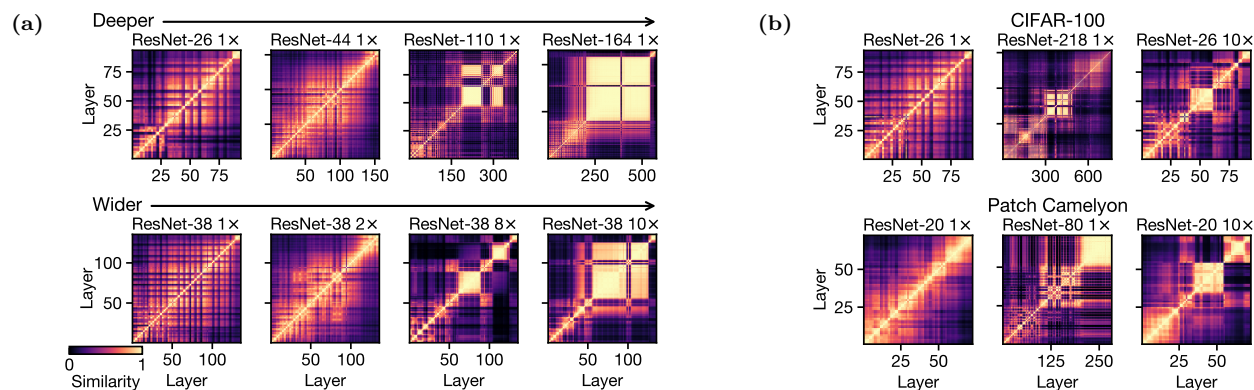 (a)
Deeper
ResNet-26 1× ResNet-44 1× ResNet-110 1× ResNet-164 1×
Layer
75
50
25
25 50 75
50 100 150
150 300
250 500
Wider
ResNet-38 1× ResNet-38 2× ResNet-38 8× ResNet-38 10×
Layer
100
50
50 100
50 100
50 100
50 100
Layer Layer Layer Layer
0 1
Similarity
(b)
CIFAR-100
ResNet-26 1× ResNet-218 1× ResNet-26 10×
Layer
75
50
25
25 50 75
300 600
25 50 75
Patch Camelyon
ResNet-20 1× ResNet-80 1× ResNet-20 10×
Layer
50
25
25 50
125 250
25 50
Layer Layer Layer